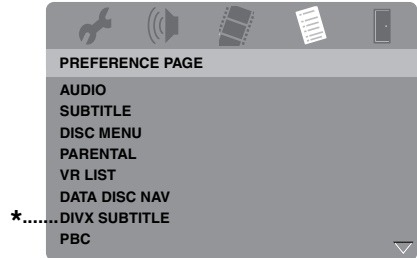 PREFERENCE PAGE
AUDIO
SUBTITLE
DISC MENU
PARENTAL
VR LIST
DATA DISC NAV
*.......DIVX SUBTITLE
PBC